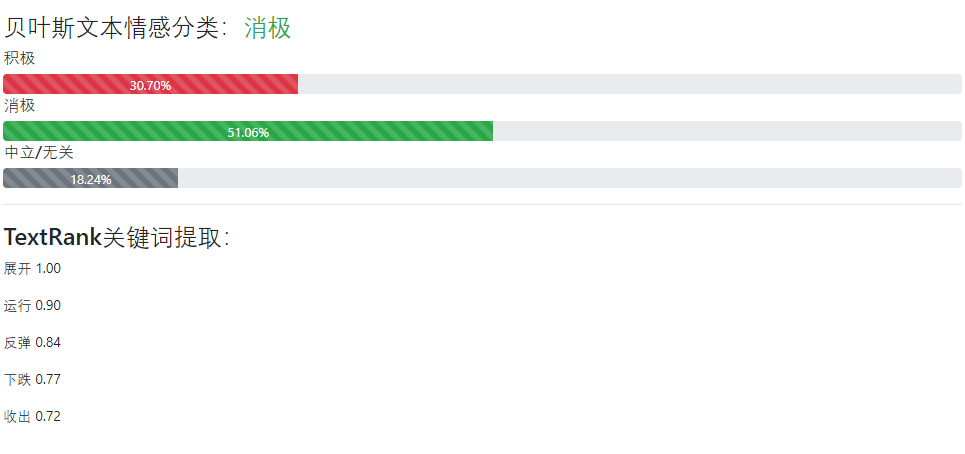 贝叶斯文本情感分类：消极
积极
30.70%
消极
51.06%
中立/无关
18.24%
TextRank关键词提取：
展开 1.00
运行 0.90
反弹 0.84
下跌 0.77
收出 0.72